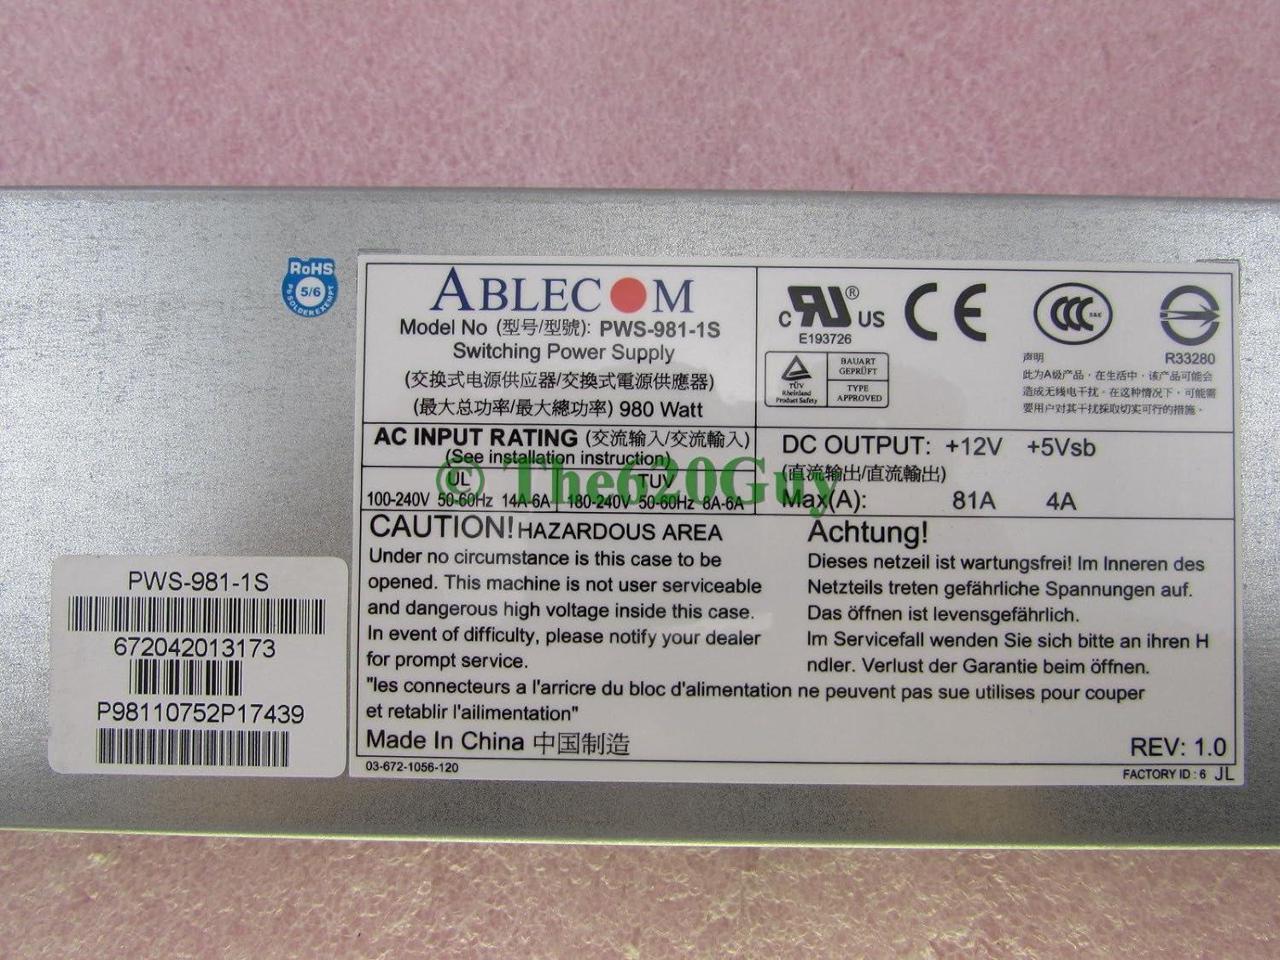 RoHS
5/6
Pb SOLDER EXEMPT
ABLECOM
Model No (型号/型號): PWS-981-1S
Switching Power Supply
(交换式电源供应器/交換式電源供應器)
(最大总功率/最大總功率) 980 Watt
C UR ® US
E193726
CE
CCC S&E
R33280
TÜV
Rheinland
Product Safety
BAUART
GEPRÜFT
TYPE
APPROVED
声明
此为A级产品，在生活中，该产品可能会
造成无线电干扰。在这种情况下，可能需
要用户对其干扰采取切实可行的措施。
AC INPUT RATING (交流输入/交流輸入)
(See installation instruction)
UL TUV
100-240V 50-60Hz 14A-6A 180-240V 50-60Hz 8A-6A
DC OUTPUT: +12V +5Vsb
(直流输出/直流輸出)
Max(A): 81A 4A
© The620Guy
CAUTION! HAZARDOUS AREA
Under no circumstance is this case to be
opened. This machine is not user serviceable
and dangerous high voltage inside this case.
In event of difficulty, please notify your dealer
for prompt service.
Achtung!
Dieses netzeil ist wartungsfrei! Im Inneren des
Netzteils treten gefährliche Spannungen auf.
Das öffnen ist levensgefährlich.
Im Servicefall wenden Sie sich bitte an ihren H
ndler. Verlust der Garantie beim öffnen.
"les connecteurs a l'arricre du bloc d'alimentation ne peuvent pas sue utilises pour couper
et retablir l'ailimentation"
Made In China 中国制造
REV: 1.0
03-672-1056-120
FACTORY ID : 6 JL
PWS-981-1S
672042013173
P98110752P17439